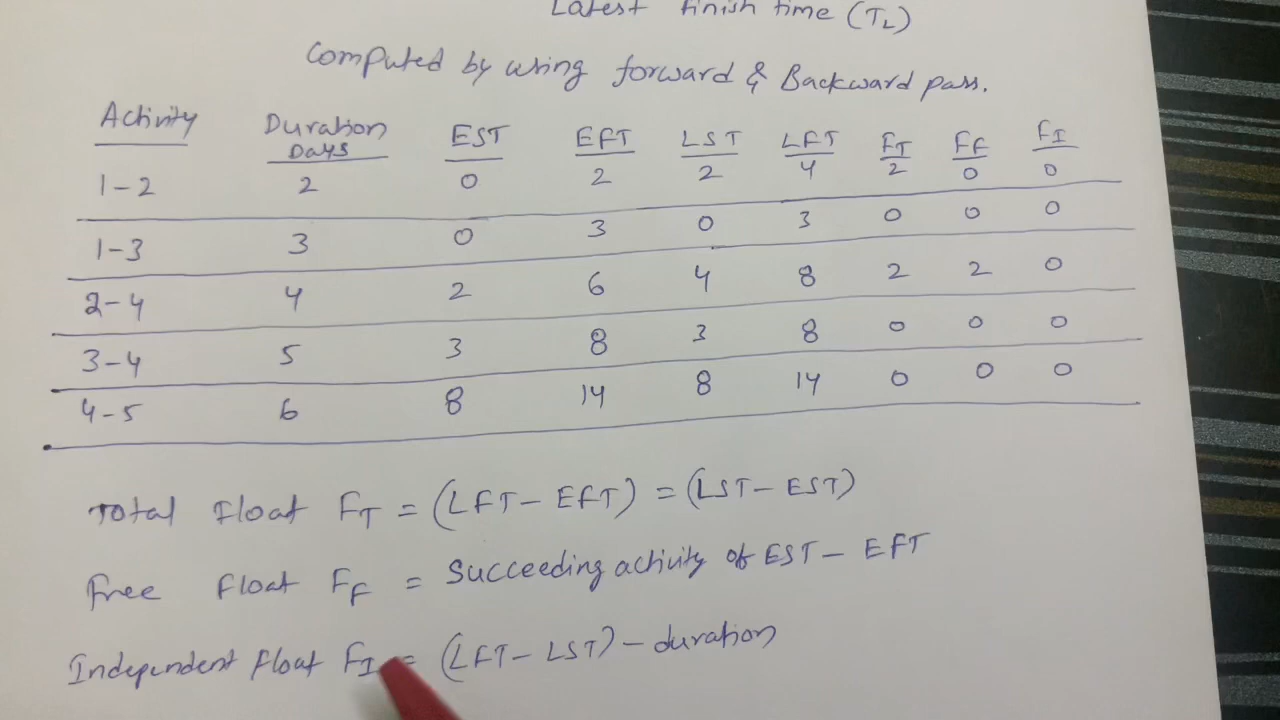 Latest finish time (TL)
Computed by using forward & Backward pass.
Activity Duration Days EST EFT LST LFT FT FF FI
1-2 2 0 2 2 4 2 0 0
1-3 3 0 3 0 3 0 0 0
2-4 4 2 6 4 8 2 2 0
3-4 5 3 8 3 8 0 0 0
4-5 6 8 14 8 14 0 0 0
Total Float FT = (LFT - EFT) = (LST - EST)
Free Float FF = Succeeding activity of EST - EFT
Independent float FI = (LFT - LST) - duration